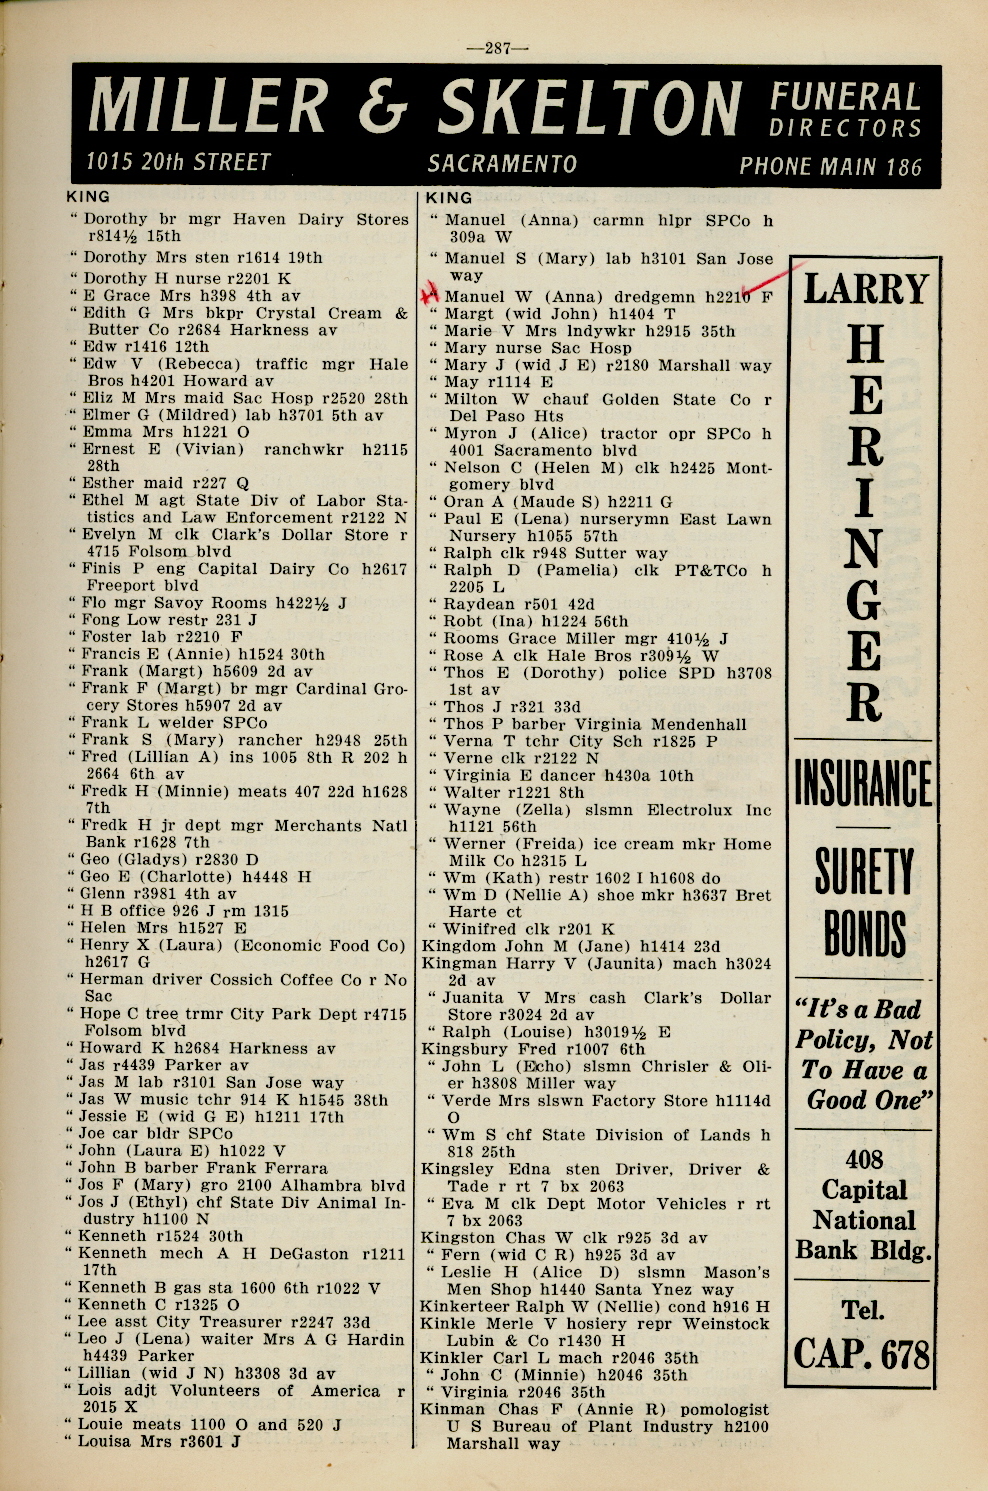 —287—
MILLER & SKELTON FUNERAL DIRECTORS
1015 20th STREET SACRAMENTO PHONE MAIN 186
KING
" Dorothy br mgr Haven Dairy Stores
r814½ 15th
" Dorothy Mrs sten r1614 19th
" Dorothy H nurse r2201 K
" E Grace Mrs h398 4th av
" Edith G Mrs bkpr Crystal Cream &
Butter Co r2684 Harkness av
" Edw r1416 12th
" Edw V (Rebecca) traffic mgr Hale
Bros h4201 Howard av
" Eliz M Mrs maid Sac Hosp r2520 28th
" Elmer G (Mildred) lab h3701 5th av
" Emma Mrs h1221 O
" Ernest E (Vivian) ranchwkr h2115
28th
" Esther maid r227 Q
" Ethel M agt State Div of Labor Sta-
tistics and Law Enforcement r2122 N
" Evelyn M clk Clark's Dollar Store r
4715 Folsom blvd
" Finis P eng Capital Dairy Co h2617
Freeport blvd
" Flo mgr Savoy Rooms h422½ J
" Fong Low restr 231 J
" Foster lab r2210 F
" Francis E (Annie) h1524 30th
" Frank (Margt) h5609 2d av
" Frank F (Margt) br mgr Cardinal Gro-
cery Stores h5907 2d av
" Frank L welder SPCo
" Frank S (Mary) rancher h2948 25th
" Fred (Lillian A) ins 1005 8th R 202 h
2664 6th av
" Fredk H (Minnie) meats 407 22d h1628
7th
" Fredk H jr dept mgr Merchants Natl
Bank r1628 7th
" Geo (Gladys) r2830 D
" Geo E (Charlotte) h4448 H
" Glenn r3981 4th av
" H B office 926 J rm 1315
" Helen Mrs h1527 E
" Henry X (Laura) (Economic Food Co)
h2617 G
" Herman driver Cossich Coffee Co r No
Sac
" Hope C tree trmr City Park Dept r4715
Folsom blvd
" Howard K h2684 Harkness av
" Jas r4439 Parker av
" Jas M lab r3101 San Jose way
" Jas W music tchr 914 K h1545 38th
" Jessie E (wid G E) h1211 17th
" Joe car bldr SPCo
" John (Laura E) h1022 V
" John B barber Frank Ferrara
" Jos F (Mary) gro 2100 Alhambra blvd
" Jos J (Ethyl) chf State Div Animal In-
dustry h1100 N
" Kenneth r1524 30th
" Kenneth mech A H DeGaston r1211
17th
" Kenneth B gas sta 1600 6th r1022 V
" Kenneth C r1325 O
" Lee asst City Treasurer r2247 33d
" Leo J (Lena) waiter Mrs A G Hardin
h4439 Parker
" Lillian (wid J N) h3308 3d av
" Lois adjt Volunteers of America r
2015 X
" Louie meats 1100 O and 520 J
" Louisa Mrs r3601 J
KING
" Manuel (Anna) carmn hlpr SPCo h
309a W
" Manuel S (Mary) lab h3101 San Jose
way
" Manuel W (Anna) dredgemn h2210 F
" Margt (wid John) h1404 T
" Marie V Mrs lndywkr h2915 35th
" Mary nurse Sac Hosp
" Mary J (wid J E) r2180 Marshall way
" May r1114 E
" Milton W chauf Golden State Co r
Del Paso Hts
" Myron J (Alice) tractor opr SPCo h
4001 Sacramento blvd
" Nelson C (Helen M) clk h2425 Mont-
gomery blvd
" Oran A (Maude S) h2211 G
" Paul E (Lena) nurserymn East Lawn
Nursery h1055 57th
" Ralph clk r948 Sutter way
" Ralph D (Pamelia) clk PT&TCo h
2205 L
" Raydean r501 42d
" Robt (Ina) h1224 56th
" Rooms Grace Miller mgr 410½ J
" Rose A clk Hale Bros r309½ W
" Thos E (Dorothy) police SPD h3708
1st av
" Thos J r321 33d
" Thos P barber Virginia Mendenhall
" Verna T tchr City Sch r1825 P
" Verne clk r2122 N
" Virginia E dancer h430a 10th
" Walter r1221 8th
" Wayne (Zella) slsmn Electrolux Inc
h1121 56th
" Werner (Freida) ice cream mkr Home
Milk Co h2315 L
" Wm (Kath) restr 1602 I h1608 do
" Wm D (Nellie A) shoe mkr h3637 Bret
Harte ct
" Winifred clk r201 K
Kingdom John M (Jane) h1414 23d
Kingman Harry V (Jaunita) mach h3024
2d av
" Juanita V Mrs cash Clark's Dollar
Store r3024 2d av
" Ralph (Louise) h3019½ E
Kingsbury Fred r1007 6th
" John L (Echo) slsmn Chrisler & Oli-
er h3808 Miller way
" Verde Mrs slswn Factory Store h1114d
O
" Wm S chf State Division of Lands h
818 25th
Kingsley Edna sten Driver, Driver &
Tade r rt 7 bx 2063
" Eva M clk Dept Motor Vehicles r rt
7 bx 2063
Kingston Chas W clk r925 3d av
" Fern (wid C R) h925 3d av
" Leslie H (Alice D) slsmn Mason's
Men Shop h1440 Santa Ynez way
Kinkerteer Ralph W (Nellie) cond h916 H
Kinkle Merle V hosiery repr Weinstock
Lubin & Co r1430 H
Kinkler Carl L mach r2046 35th
" John C (Minnie) h2046 35th
" Virginia r2046 35th
Kinman Chas F (Annie R) pomologist
U S Bureau of Plant Industry h2100
Marshall way
LARRY
HERINGER
INSURANCE
SURETY
BONDS
"It's a Bad
Policy, Not
To Have a
Good One"
408
Capital
National
Bank Bldg.
Tel.
CAP. 678